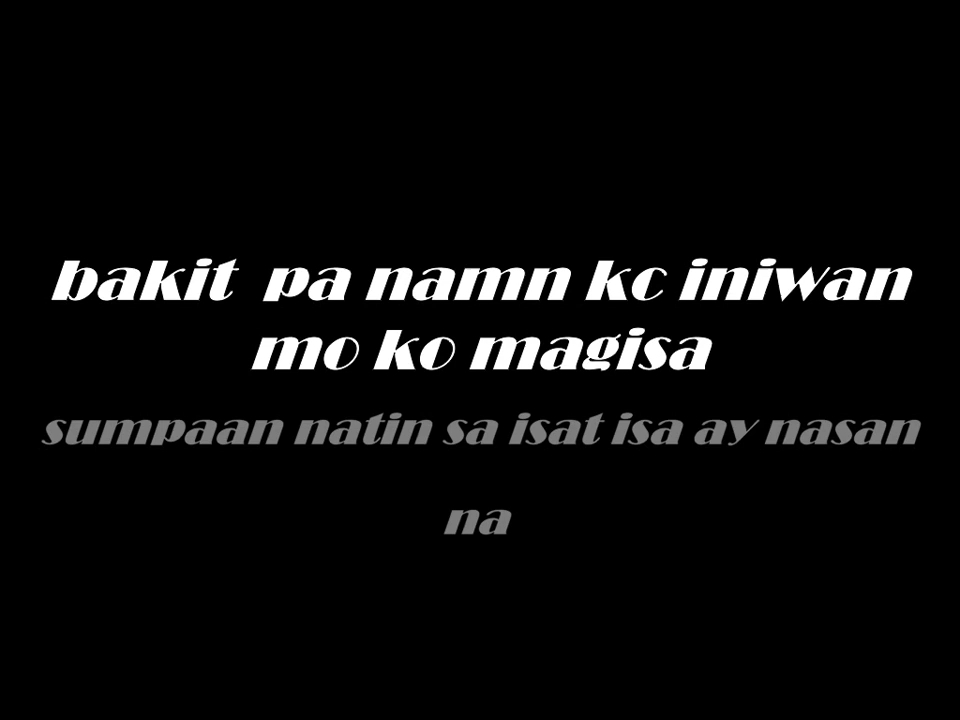 bakit pa namn kc iniwan
mo ko magisa
sumpaan natin sa isat isa ay nasan
na